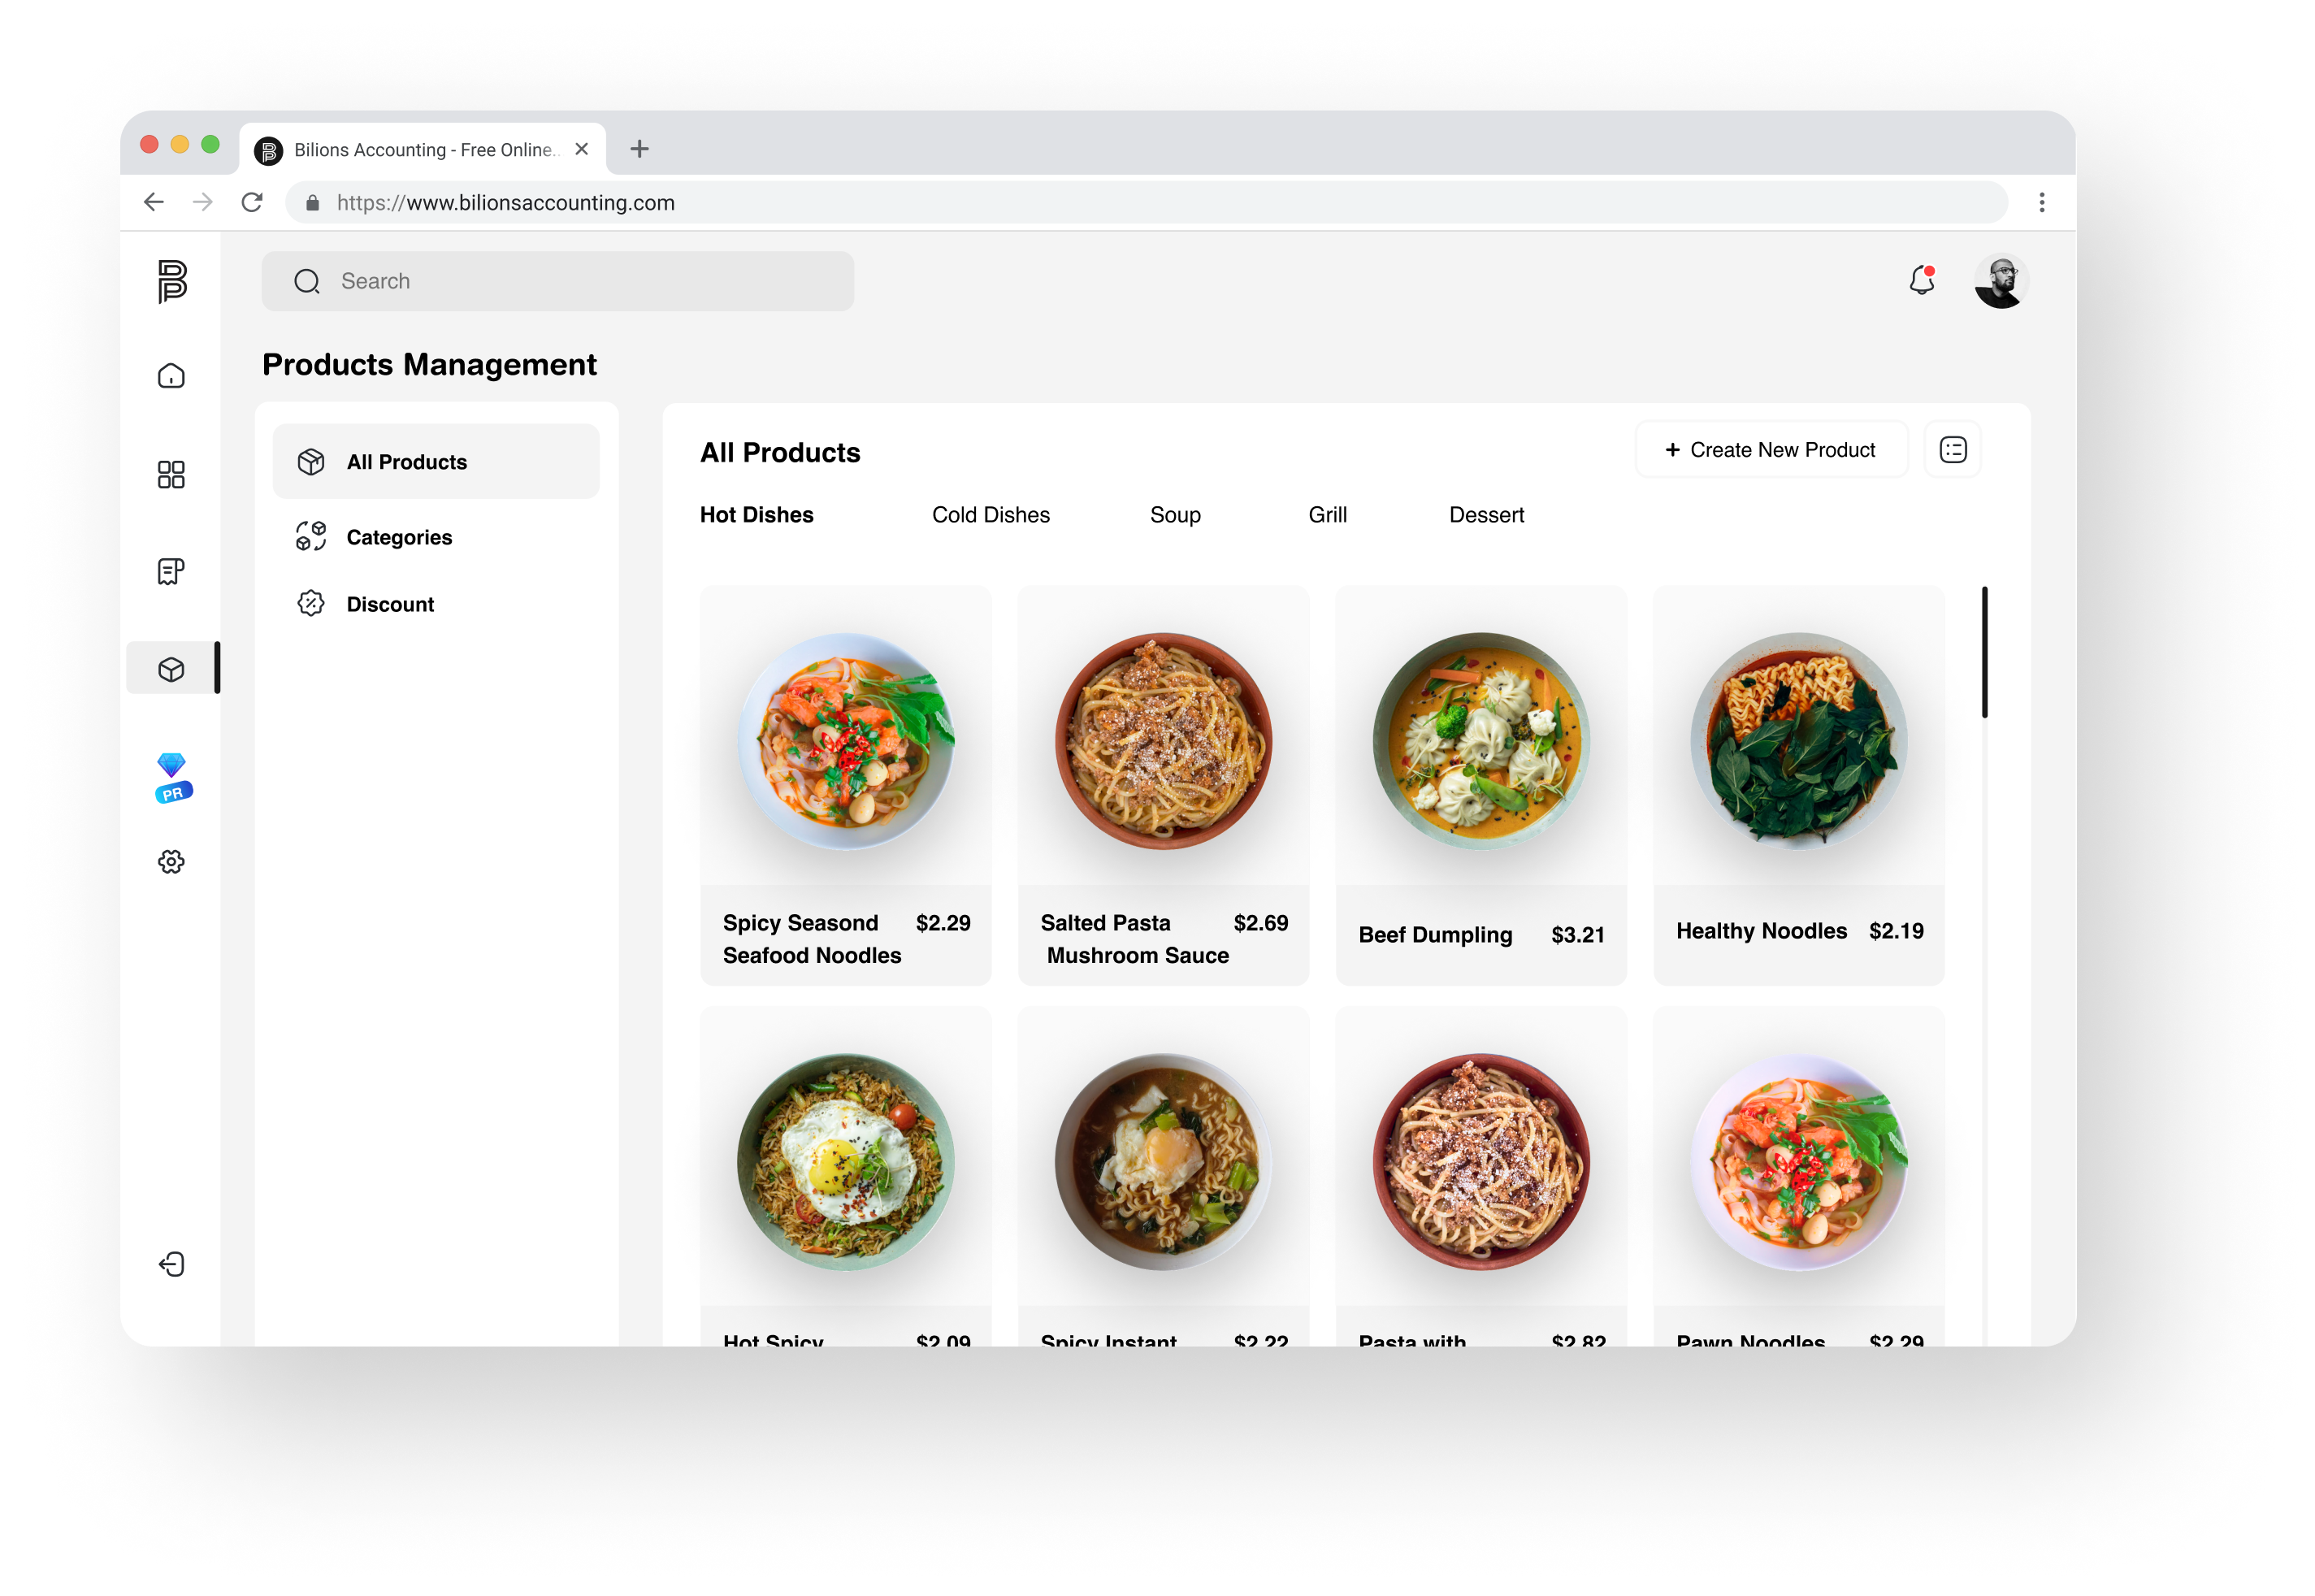 Bilions Accounting - Free Online..
https://www.bilionsaccounting.com
Search
Products Management
All Products
Categories
Discount
PR
All Products
+ Create New Product
Hot Dishes Cold Dishes Soup Grill Dessert
Spicy Seasond $2.29
Seafood Noodles
Salted Pasta $2.69
Mushroom Sauce
Beef Dumpling $3.21
Healthy Noodles $2.19
Hot Spicy $2.09
Spicy Instant $2.22
Pasta with $2.82
Pawn Noodles $2.29